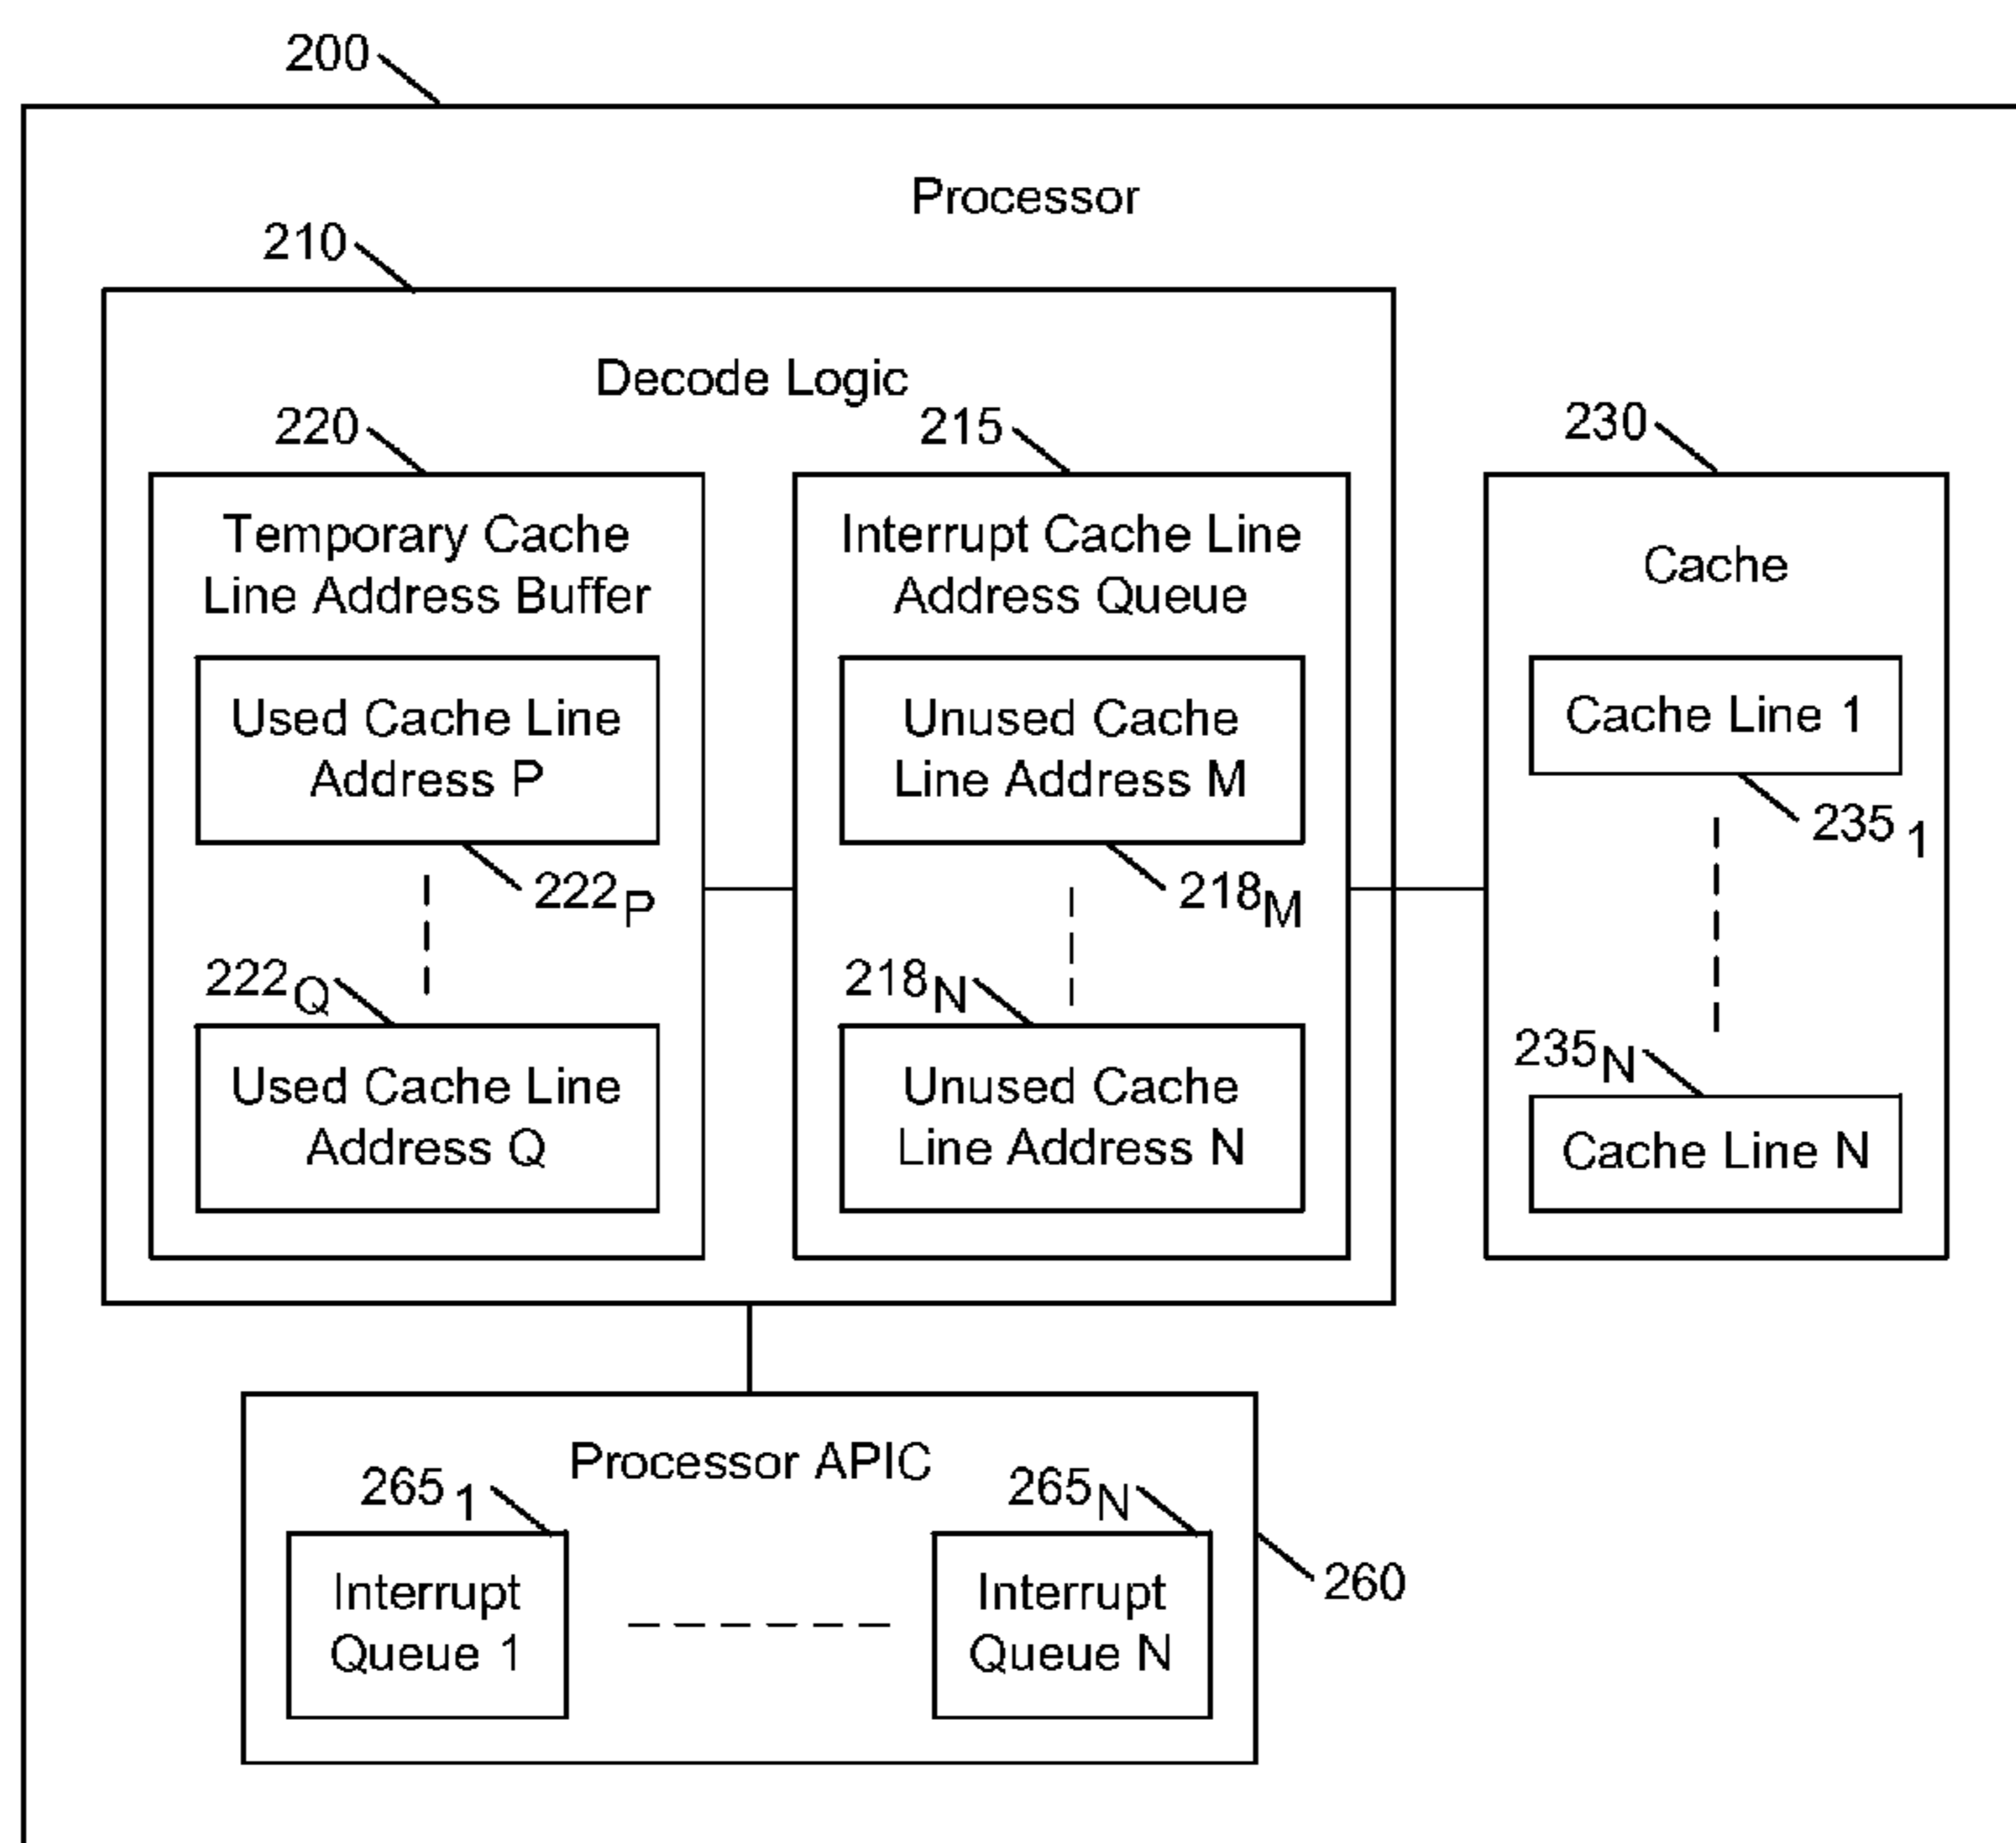 200
Processor
210
Decode Logic
220
215
230
Temporary Cache
Line Address Buffer
Interrupt Cache Line
Address Queue
Cache
Used Cache Line
Address P
Unused Cache
Line Address M
Cache Line 1
235 1
222P
218M
222Q
218N
235N
Used Cache Line
Address Q
Unused Cache
Line Address N
Cache Line N
Processor APIC
265 1
265N
Interrupt
Queue 1
Interrupt
Queue N
260